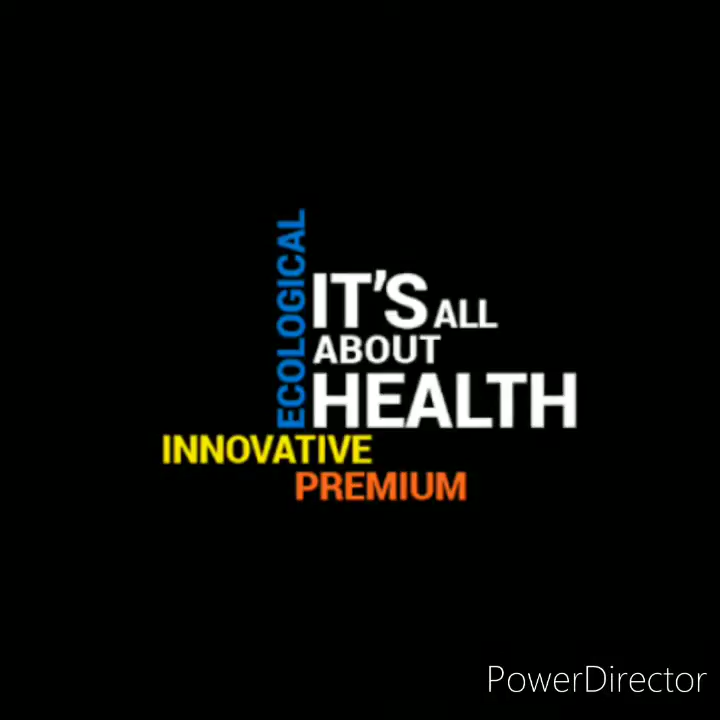 ECOLOGICAL
IT'S ALL
ABOUT
HEALTH
INNOVATIVE
PREMIUM
PowerDirector